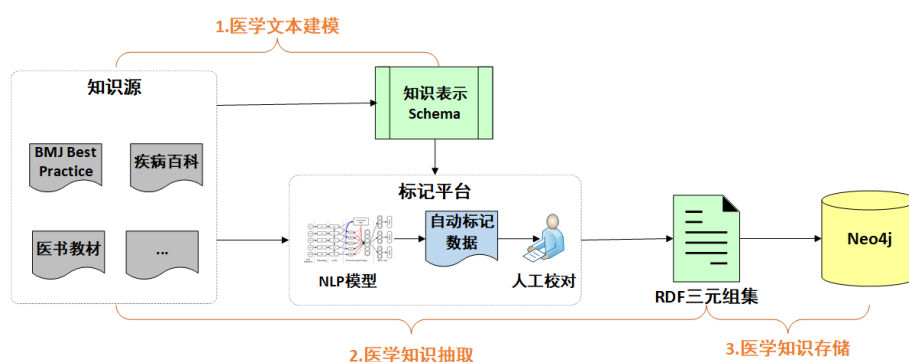 1.医学文本建模
知识源
知识表示
Schema
BMJ Best
Practice
疾病百科
医书教材
...
标记平台
NLP模型
自动标记
数据
人工校对
RDF三元组集
Neo4j
2.医学知识抽取
3.医学知识存储